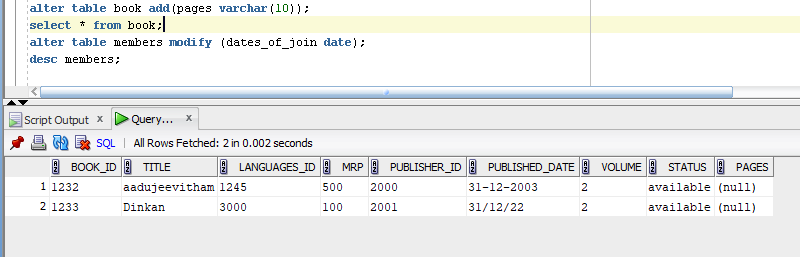 alter table book add(pages varchar(10));
select * from book;
alter table members modify (dates_of_join date);
desc members;
Script Output x Query... x
SQL | All Rows Fetched: 2 in 0.002 seconds
BOOK_ID TITLE LANGUAGES_ID MRP PUBLISHER_ID PUBLISHED_DATE VOLUME STATUS PAGES
1 1232 aadujeevitham 1245 500 2000 31-12-2003 2 available (null)
2 1233 Dinkan 3000 100 2001 31/12/22 2 available (null)